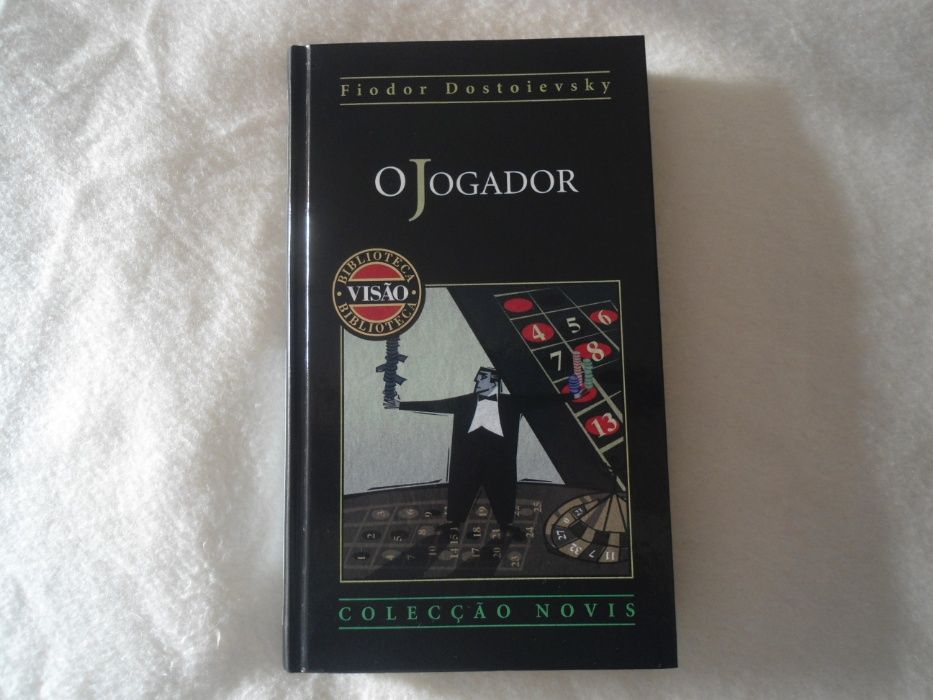 Fiodor Dostoievsky
O JOGADOR
BIBLIOTECA
VISÃO
BIBLIOTECA
4 5 6
7 8
13
COLECÇÃO NOVIS